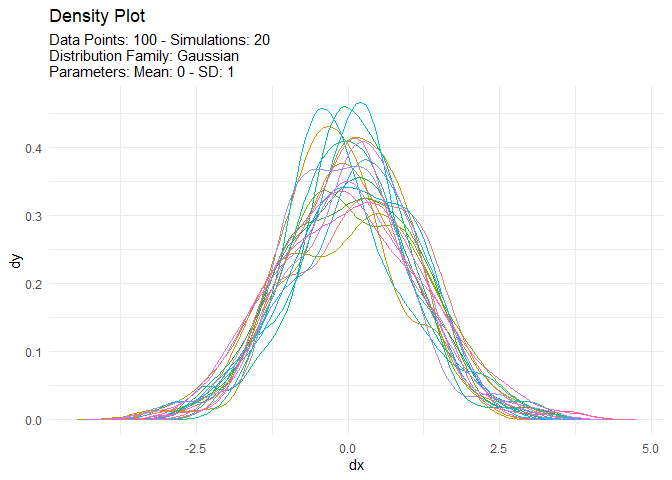 Density Plot
Data Points: 100 - Simulations: 20
Distribution Family: Gaussian
Parameters: Mean: 0 - SD: 1
dy
0.4
0.3
0.2
0.1
0.0
-2.5 0.0 2.5 5.0
dx